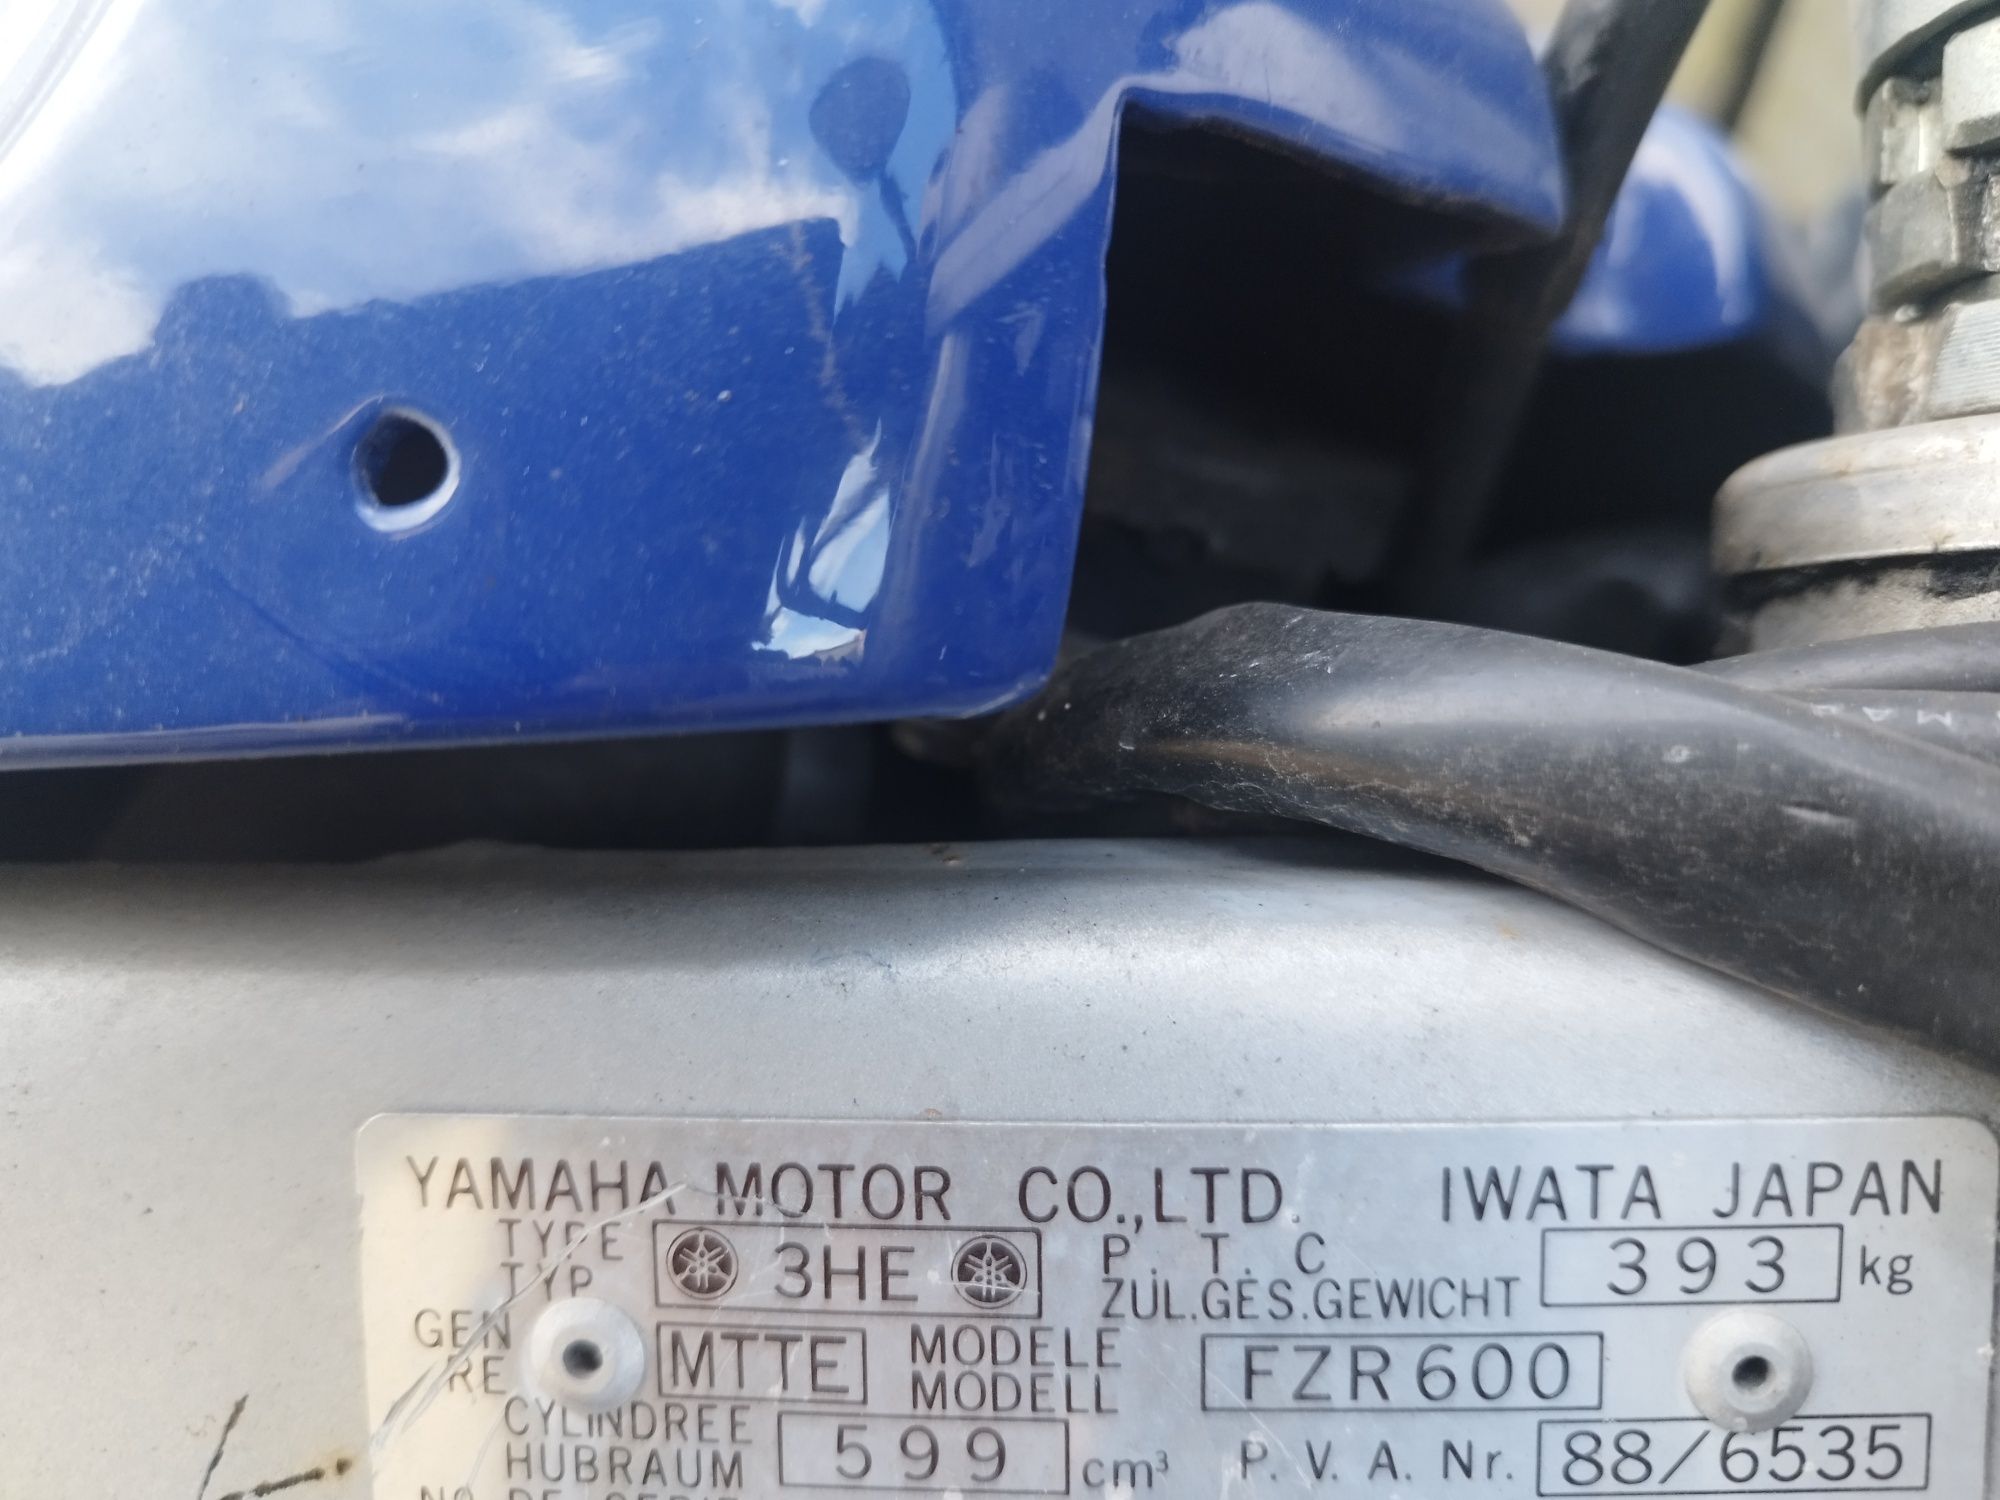 YAMAHA MOTOR CO.,LTD. IWATA JAPAN
TYPE 3HE P. T. C 393 kg
TYP ZUL.GES.GEWICHT
GEN MTTE MODELE FZR600
RE MODELL
CYLINDREE 599 cm³ P. V. A. Nr. 88/6535
HUBRAUM